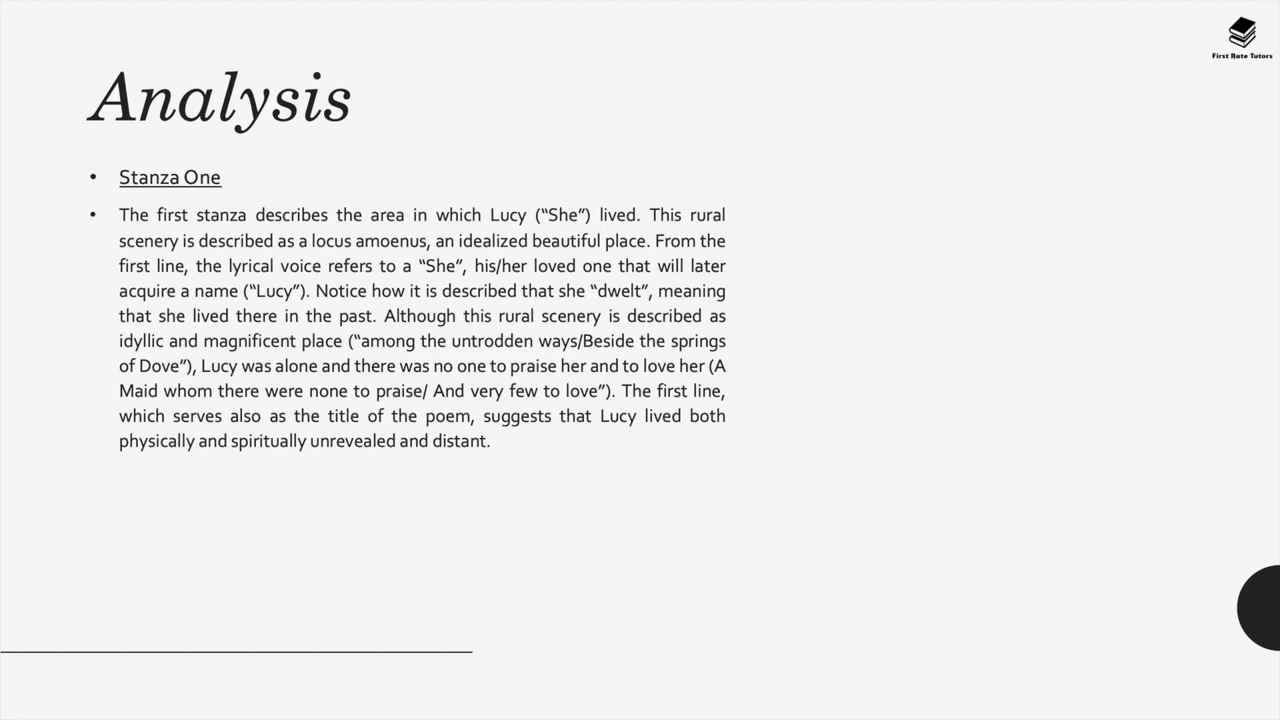 First Rate Tutors
Analysis
• Stanza One
• The first stanza describes the area in which Lucy (“She”) lived. This rural
scenery is described as a locus amoenus, an idealized beautiful place. From the
first line, the lyrical voice refers to a “She”, his/her loved one that will later
acquire a name (“Lucy”). Notice how it is described that she “dwelt”, meaning
that she lived there in the past. Although this rural scenery is described as
idyllic and magnificent place (“among the untrodden ways/Beside the springs
of Dove”), Lucy was alone and there was no one to praise her and to love her (A
Maid whom there were none to praise/ And very few to love”). The first line,
which serves also as the title of the poem, suggests that Lucy lived both
physically and spiritually unrevealed and distant.